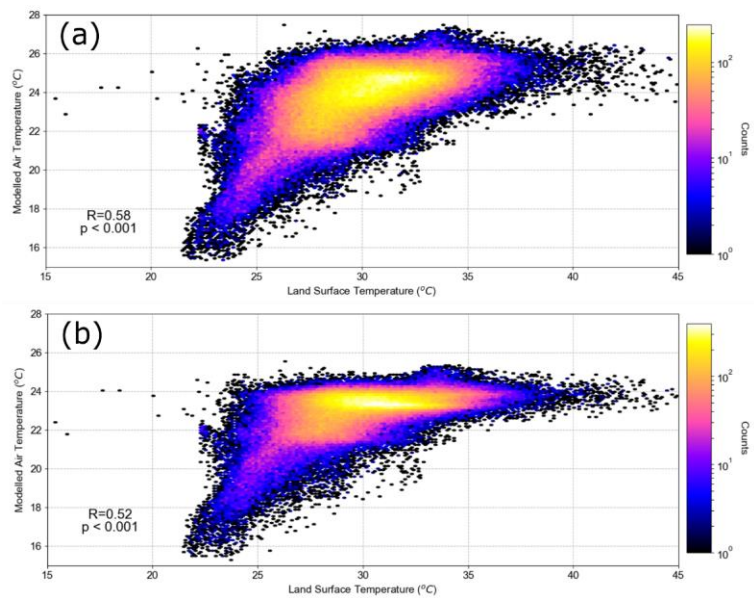 (a)
28
26
24
22
20
18
16
Modelled Air Temperature (°C)
R=0.58
p < 0.001
15
20
25
30
35
40
45
Land Surface Temperature (°C)
10²
10¹
10⁰
Counts
(b)
28
26
24
22
20
18
16
Modelled Air Temperature (°C)
R=0.52
p < 0.001
15
20
25
30
35
40
45
Land Surface Temperature (°C)
10²
10¹
10⁰
Counts